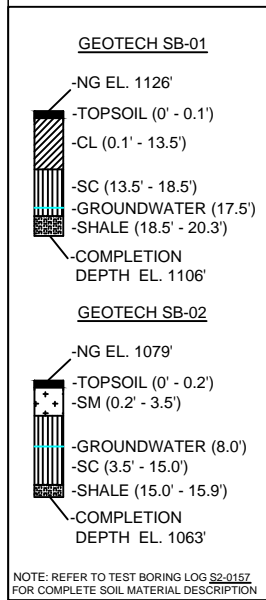 GEOTECH SB-01
-NG EL. 1126'
-TOPSOIL (0' - 0.1')
-CL (0.1' - 13.5')
-SC (13.5' - 18.5')
-GROUNDWATER (17.5')
-SHALE (18.5' - 20.3')
-COMPLETION
DEPTH EL. 1106'
GEOTECH SB-02
-NG EL. 1079'
-TOPSOIL (0' - 0.2')
-SM (0.2' - 3.5')
-GROUNDWATER (8.0')
-SC (3.5' - 15.0')
-SHALE (15.0' - 15.9')
-COMPLETION
DEPTH EL. 1063'
NOTE: REFER TO TEST BORING LOG S2-0157
FOR COMPLETE SOIL MATERIAL DESCRIPTION